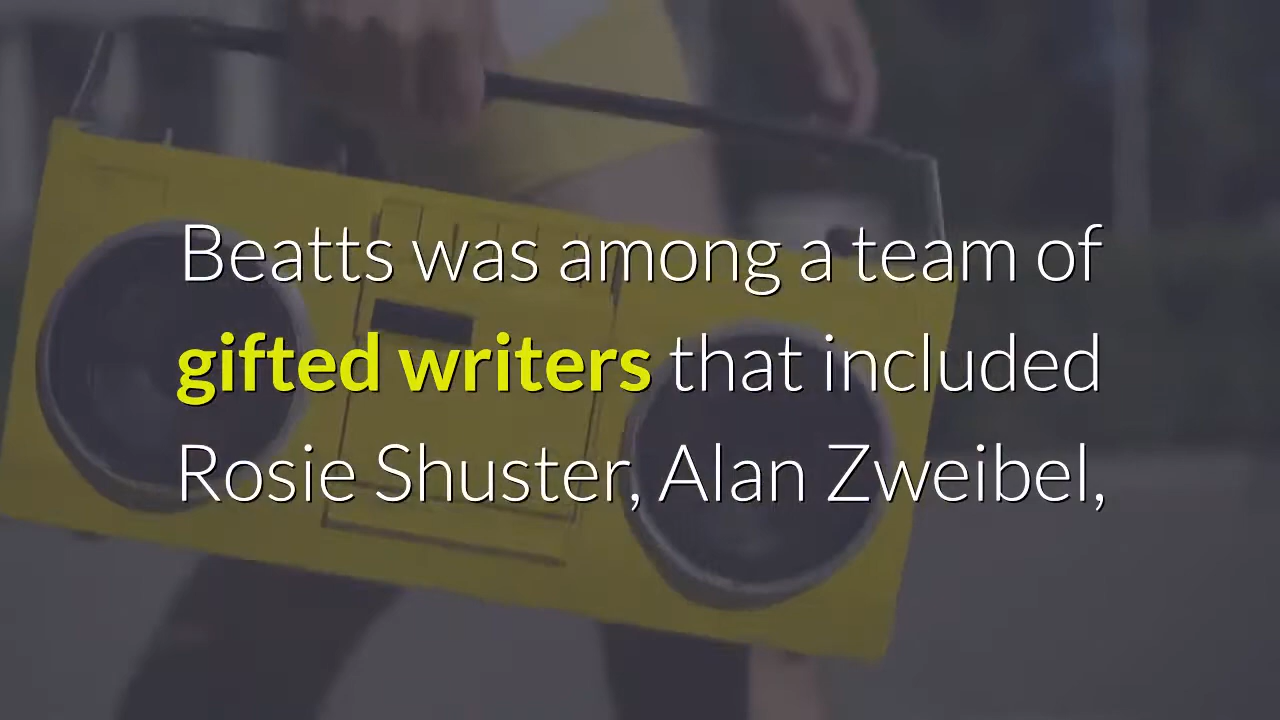 Beatts was among a team of
gifted writers that included
Rosie Shuster, Alan Zweibel,